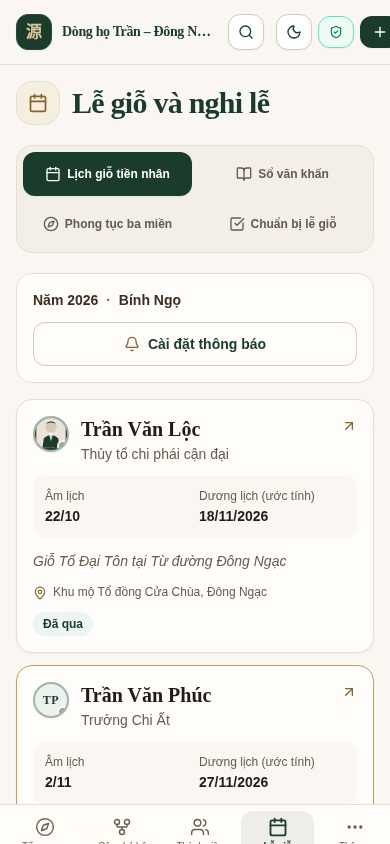 源
Dòng họ Trần – Đông N…
Lễ giỗ và nghi lễ
Lịch giỗ tiền nhân
Sổ văn khấn
Phong tục ba miền
Chuẩn bị lễ giỗ
Năm 2026 · Bính Ngọ
Cài đặt thông báo
Trần Văn Lộc
Thủy tổ chi phái cận đại
Âm lịch
Dương lịch (ước tính)
22/10
18/11/2026
Giỗ Tổ Đại Tôn tại Từ đường Đông Ngạc
Khu mộ Tổ đồng Cửa Chùa, Đông Ngạc
Đã qua
TP
Trần Văn Phúc
Trưởng Chi Ất
Âm lịch
Dương lịch (ước tính)
2/11
27/11/2026